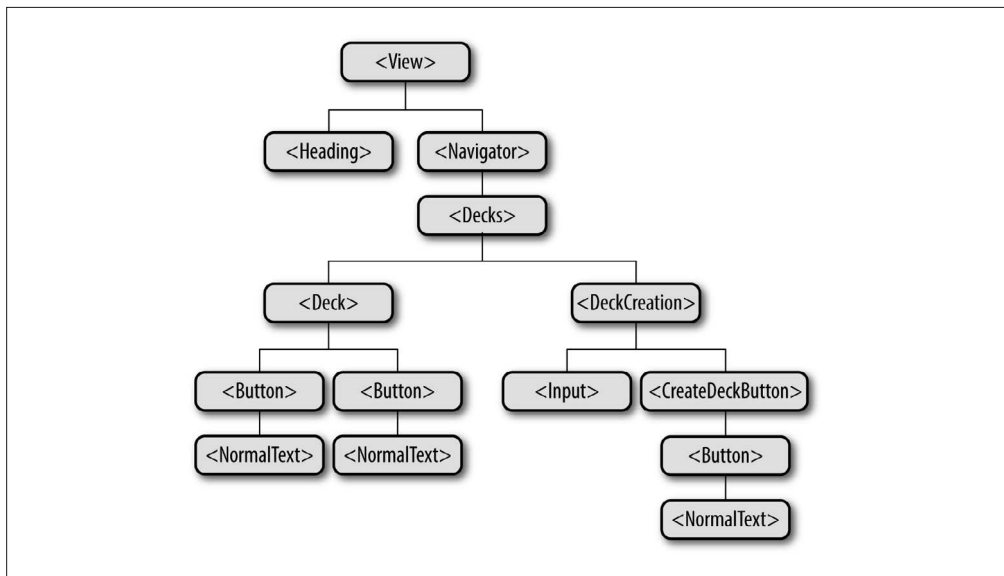 <View>
<Heading> <Navigator>
<Decks>
<Deck> <DeckCreation>
<Button> <Button> <Input> <CreateDeckButton>
<NormalText> <NormalText> <Button>
<NormalText>